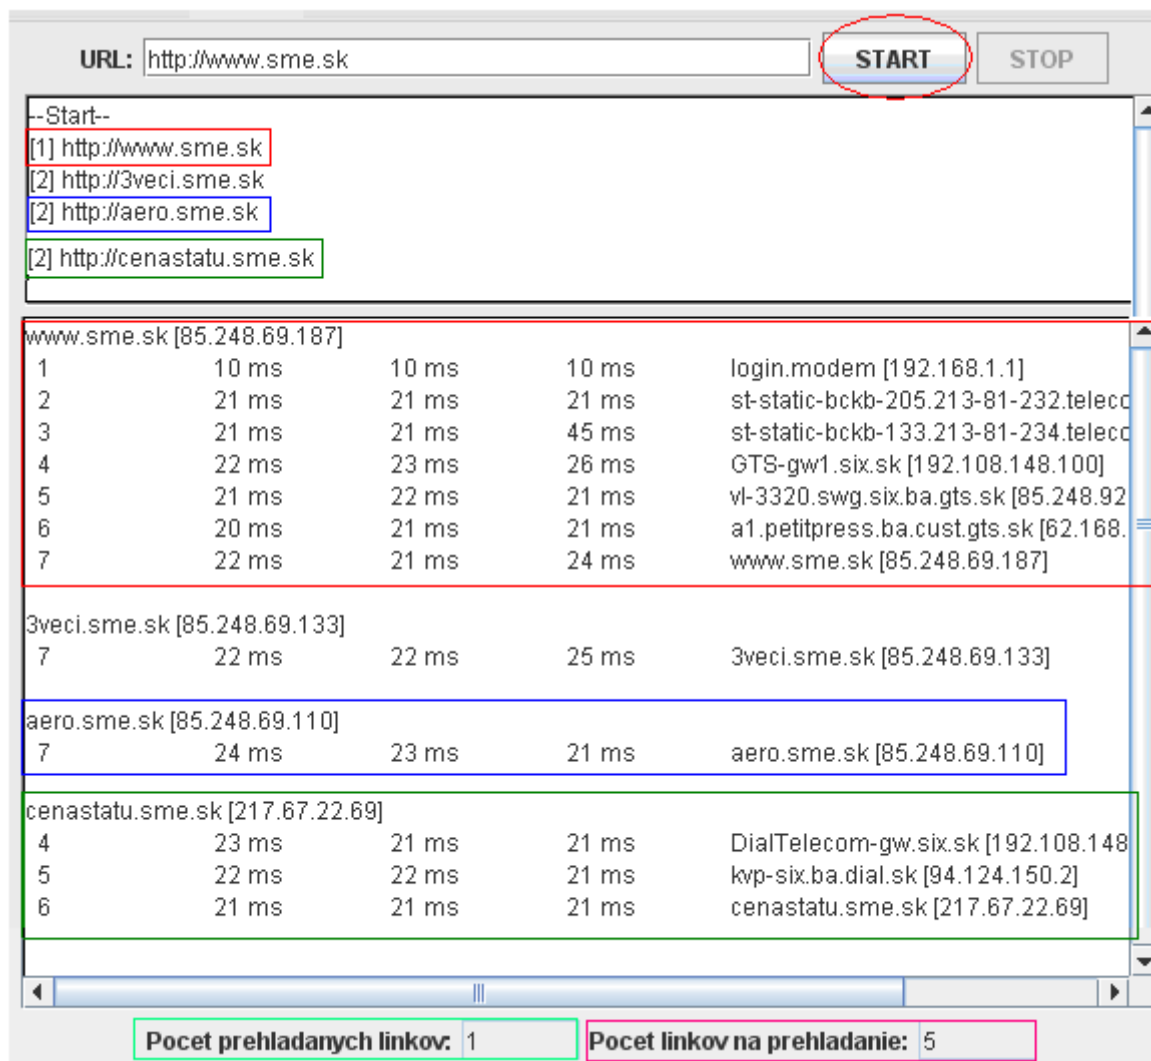 URL: http://www.sme.sk START STOP
--Start--
[1] http://www.sme.sk
[2] http://3veci.sme.sk
[2] http://aero.sme.sk
[2] http://cenastatu.sme.sk
www.sme.sk [85.248.69.187]
1 10 ms 10 ms 10 ms login.modem [192.168.1.1]
2 21 ms 21 ms 21 ms st-static-bckb-205.213-81-232.telec
3 21 ms 21 ms 45 ms st-static-bckb-133.213-81-234.telec
4 22 ms 23 ms 26 ms GTS-gw1.six.sk [192.108.148.100]
5 21 ms 22 ms 21 ms vl-3320.swg.six.ba.gts.sk [85.248.92
6 20 ms 21 ms 21 ms a1.petitpress.ba.cust.gts.sk [62.168.
7 22 ms 21 ms 24 ms www.sme.sk [85.248.69.187]
3veci.sme.sk [85.248.69.133]
7 22 ms 22 ms 25 ms 3veci.sme.sk [85.248.69.133]
aero.sme.sk [85.248.69.110]
7 24 ms 23 ms 21 ms aero.sme.sk [85.248.69.110]
cenastatu.sme.sk [217.67.22.69]
4 23 ms 21 ms 21 ms DialTelecom-gw.six.sk [192.108.148
5 22 ms 22 ms 21 ms kvp-six.ba.dial.sk [94.124.150.2]
6 21 ms 21 ms 21 ms cenastatu.sme.sk [217.67.22.69]
Pocet prehladanych linkov: 1 Pocet linkov na prehladanie: 5